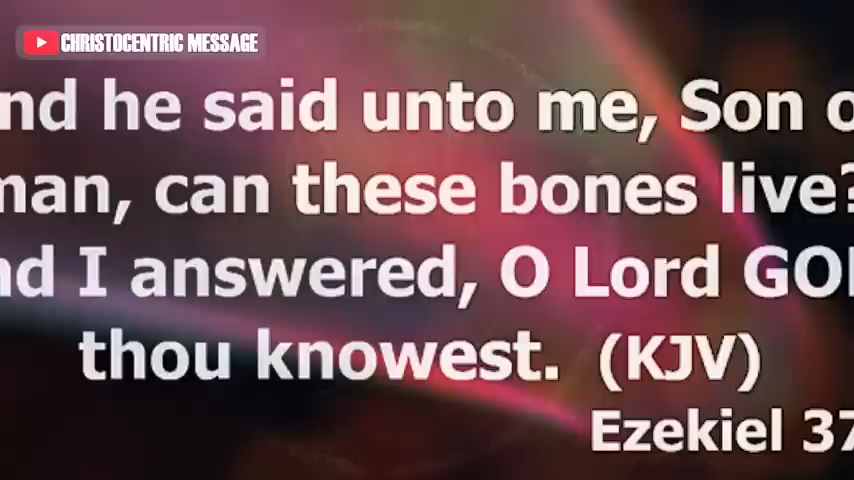 CHRISTOCENTRIC MESSAGE
nd he said unto me, Son o
man, can these bones live?
nd I answered, O Lord GO
thou knowest. (KJV)
Ezekiel 37